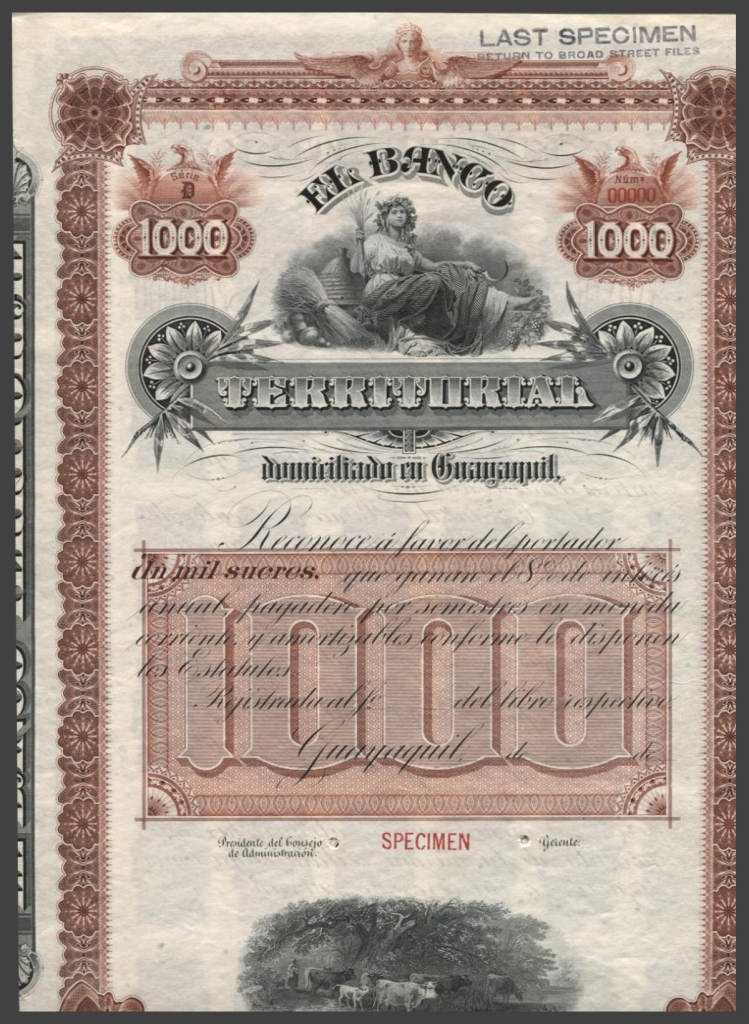 LAST SPECIMEN
RETURN TO BROAD STREET FILES
Série
D
1000
EL BANCO
Núm.º
00000
1000
TERRITORIAL
domiciliado en Guayaquil,
Reconoce á favor del portador
Un mil sucres. que ganan el 8% de interés
anual, pagadero por semestres en moneda
corriente y amortizables conforme lo disponen
los Estatutos.
Registrada al fº del libro respectivo.
Guayaquil, de de
1000
Presidente del Consejo
de Administración.
SPECIMEN
Gerente.